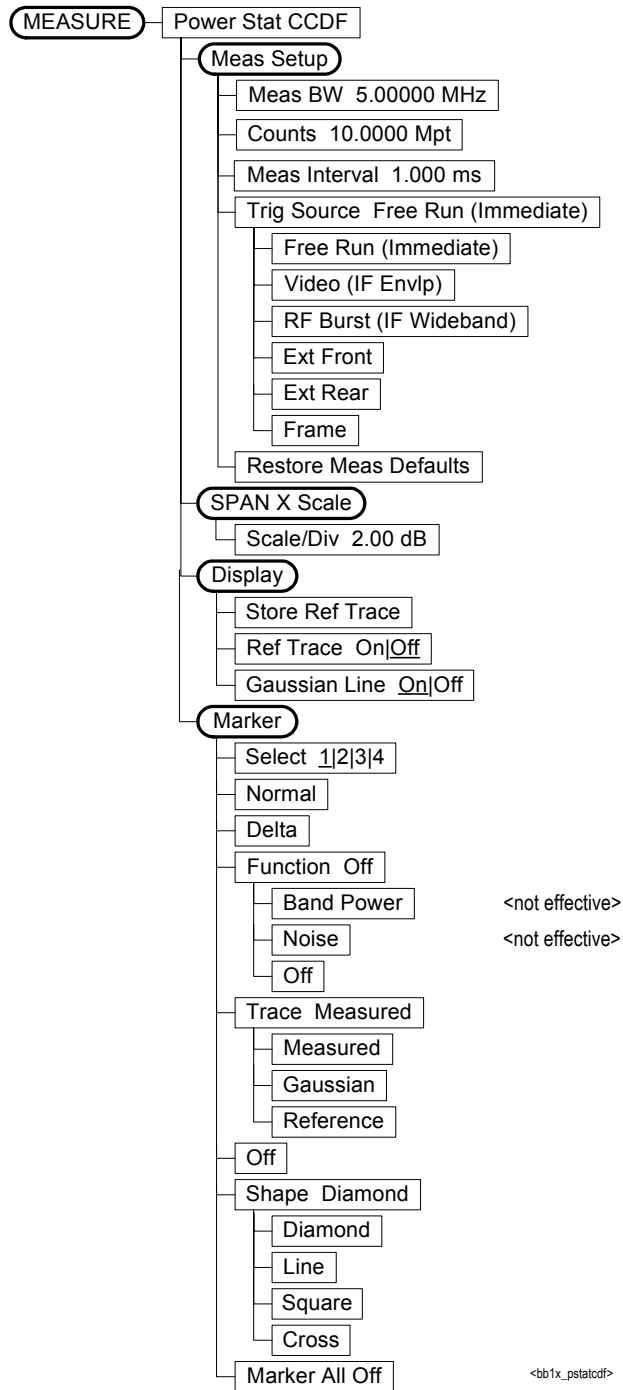 MEASURE Power Stat CCDF
Meas Setup
Meas BW 5.00000 MHz
Counts 10.0000 Mpt
Meas Interval 1.000 ms
Trig Source Free Run (Immediate)
Free Run (Immediate)
Video (IF Envlp)
RF Burst (IF Wideband)
Ext Front
Ext Rear
Frame
Restore Meas Defaults
SPAN X Scale
Scale/Div 2.00 dB
Display
Store Ref Trace
Ref Trace On|Off
Gaussian Line On|Off
Marker
Select 1|2|3|4
Normal
Delta
Function Off
Band Power <not effective>
Noise <not effective>
Off
Trace Measured
Measured
Gaussian
Reference
Off
Shape Diamond
Diamond
Line
Square
Cross
Marker All Off <bb1x_pstatcdf>